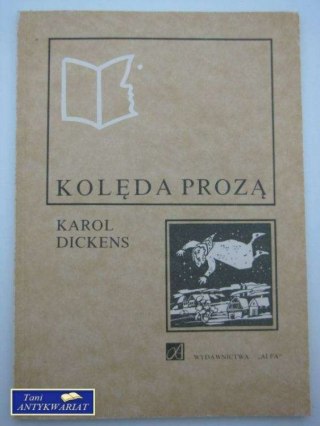 KOLĘDA PROZĄ
KAROL
DICKENS
WYDAWNICTWA „ALFA"
Tani
ANTYKWARIAT